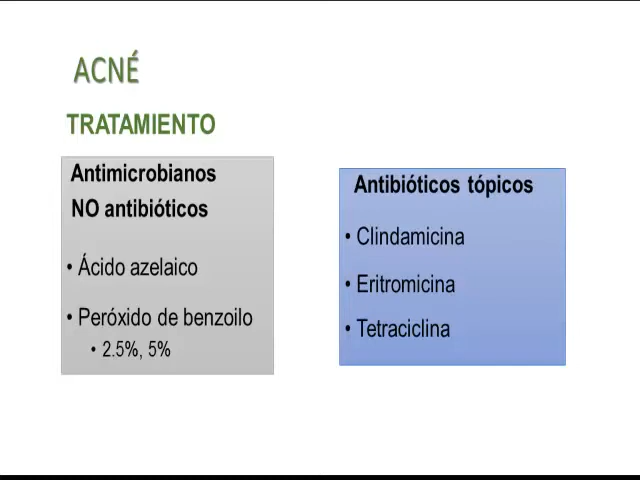 ACNÉ
TRATAMIENTO
Antimicrobianos
NO antibióticos
• Ácido azelaico
• Peróxido de benzoilo
• 2.5%, 5%
Antibióticos tópicos
• Clindamicina
• Eritromicina
• Tetraciclina